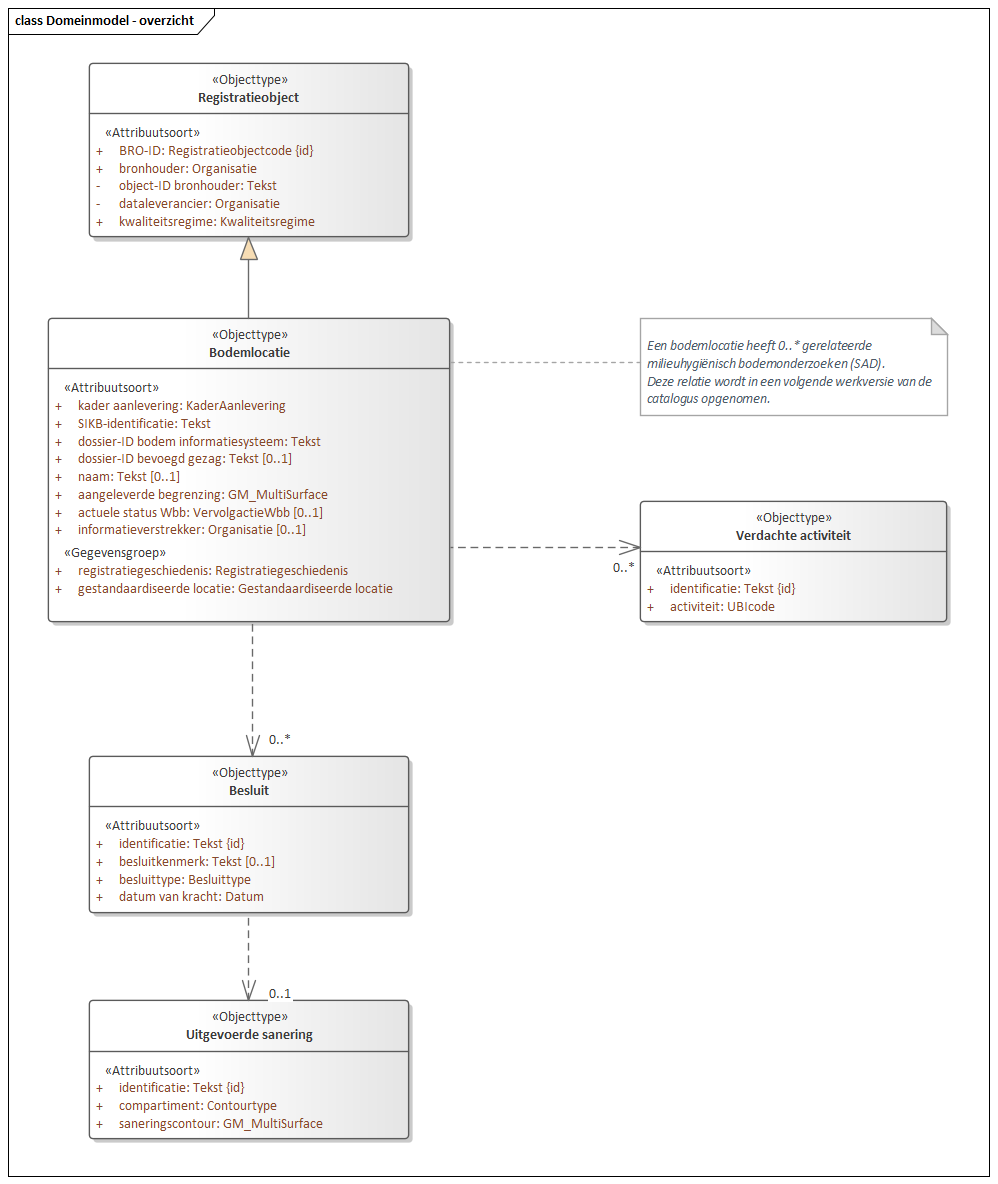 class Domeinmodel - overzicht
«Objecttype»
Registratieobject
«Attribuutsoort»
+ BRO-ID: Registratieobjectcode {id}
+ bronhouder: Organisatie
- object-ID bronhouder: Tekst
- dataleverancier: Organisatie
+ kwaliteitsregime: Kwaliteitsregime
«Objecttype»
Bodemlocatie
«Attribuutsoort»
+ kader aanlevering: KaderAanlevering
+ SIKB-identificatie: Tekst
+ dossier-ID bodem informatiesysteem: Tekst
+ dossier-ID bevoegd gezag: Tekst [0..1]
+ naam: Tekst [0..1]
+ aangeleverde begrenzing: GM_MultiSurface
+ actuele status Wbb: VervolgactieWbb [0..1]
+ informatieverstrekker: Organisatie [0..1]
«Gegevensgroep»
+ registratiegeschiedenis: Registratiegeschiedenis
+ gestandaardiseerde locatie: Gestandaardiseerde locatie
Een bodemlocatie heeft 0..* gerelateerde
milieuhygiënisch bodemonderzoeken (SAD).
Deze relatie wordt in een volgende werkversie van de
catalogus opgenomen.
0..*
«Objecttype»
Verdachte activiteit
«Attribuutsoort»
+ identificatie: Tekst {id}
+ activiteit: UBIcode
0..*
«Objecttype»
Besluit
«Attribuutsoort»
+ identificatie: Tekst {id}
+ besluitkenmerk: Tekst [0..1]
+ besluittype: Besluittype
+ datum van kracht: Datum
0..1
«Objecttype»
Uitgevoerde sanering
«Attribuutsoort»
+ identificatie: Tekst {id}
+ compartiment: Contourtype
+ saneringscontour: GM_MultiSurface